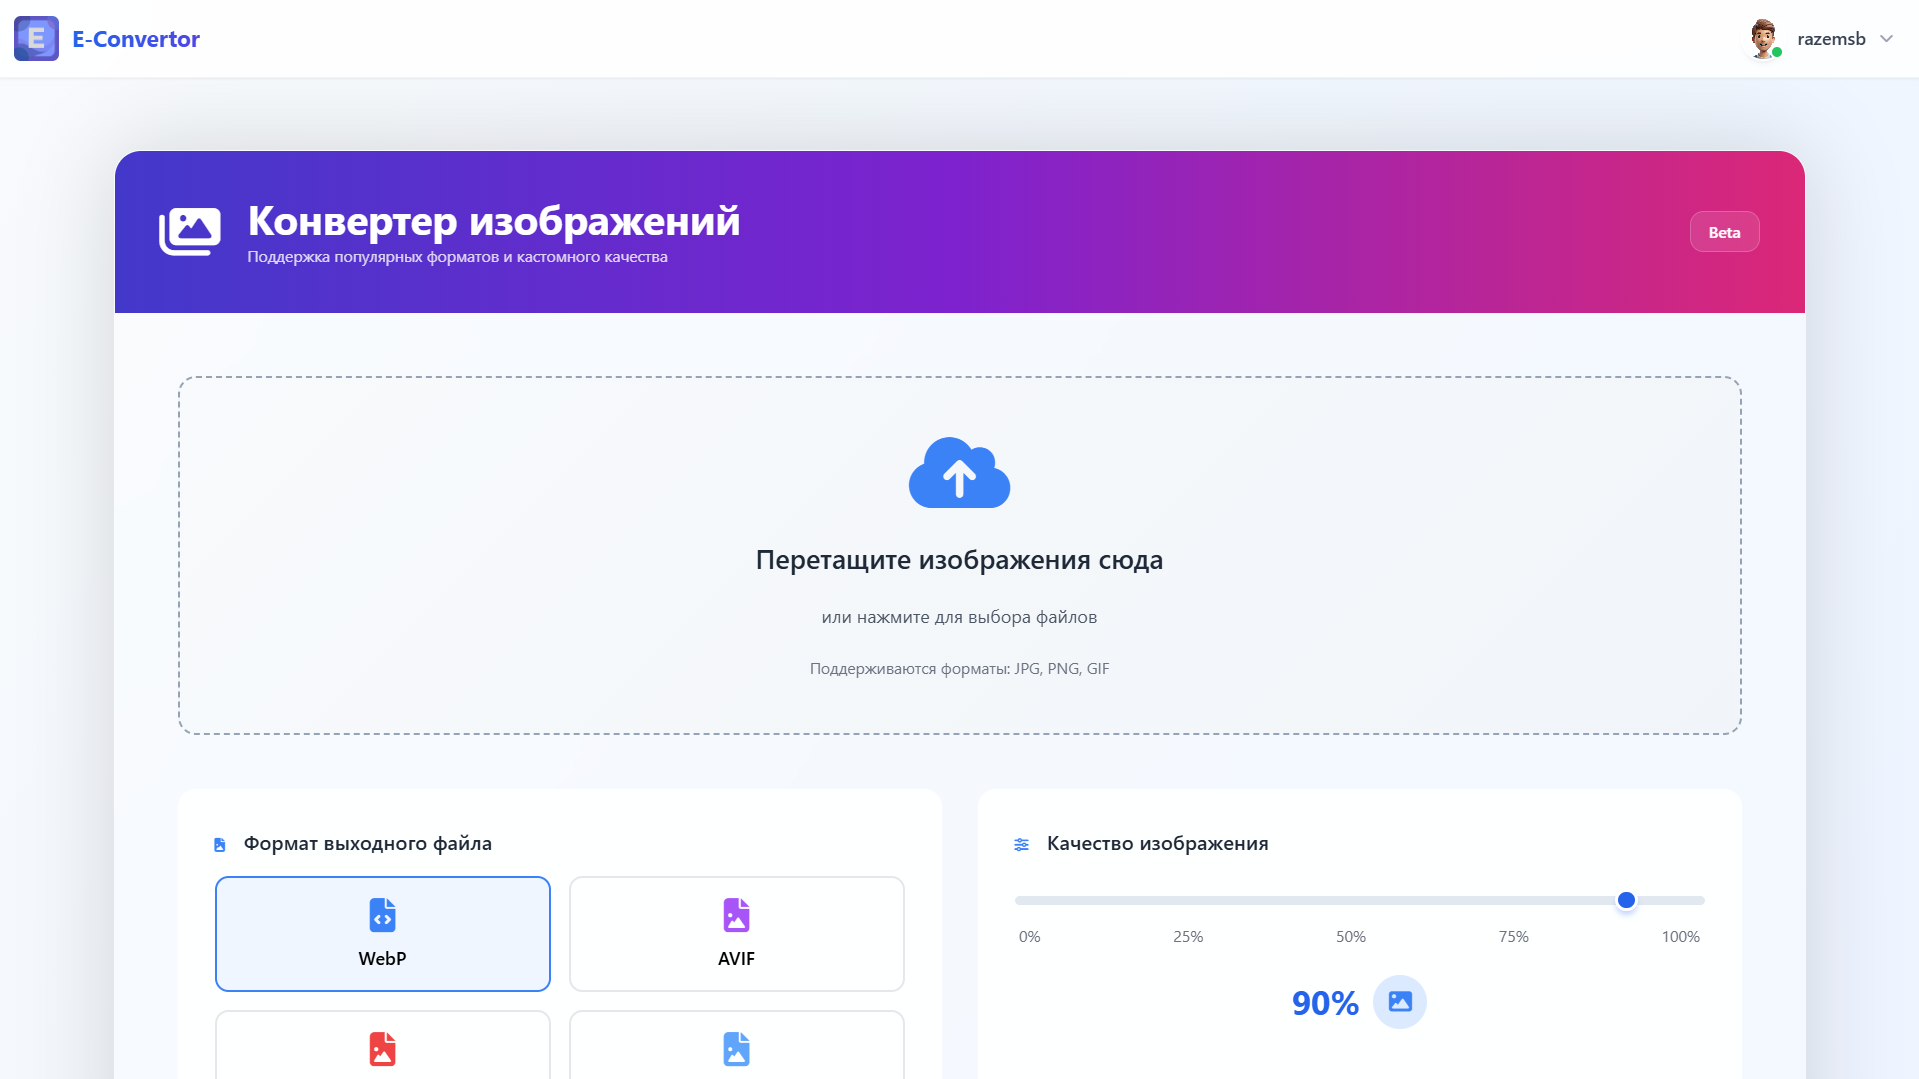 E
E-Convertor
razemsb
Конвертер изображений
Поддержка популярных форматов и кастомного качества
Beta
Перетащите изображения сюда
или нажмите для выбора файлов
Поддерживаются форматы: JPG, PNG, GIF
Формат выходного файла
WebP
AVIF
Качество изображения
0%
25%
50%
75%
100%
90%